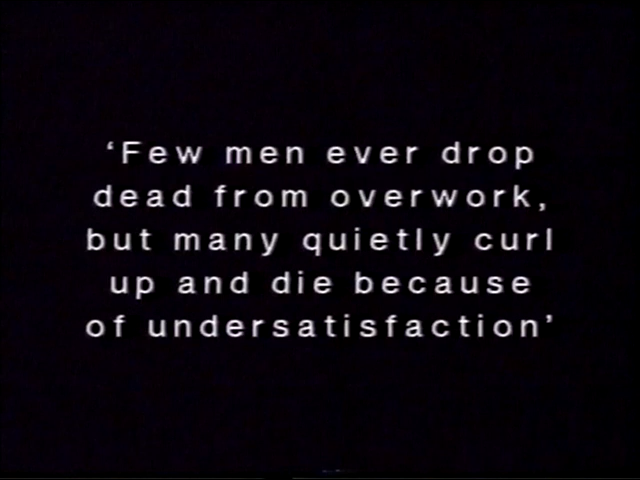 ‘Few men ever drop
dead from overwork,
but many quietly curl
up and die because
of undersatisfaction’